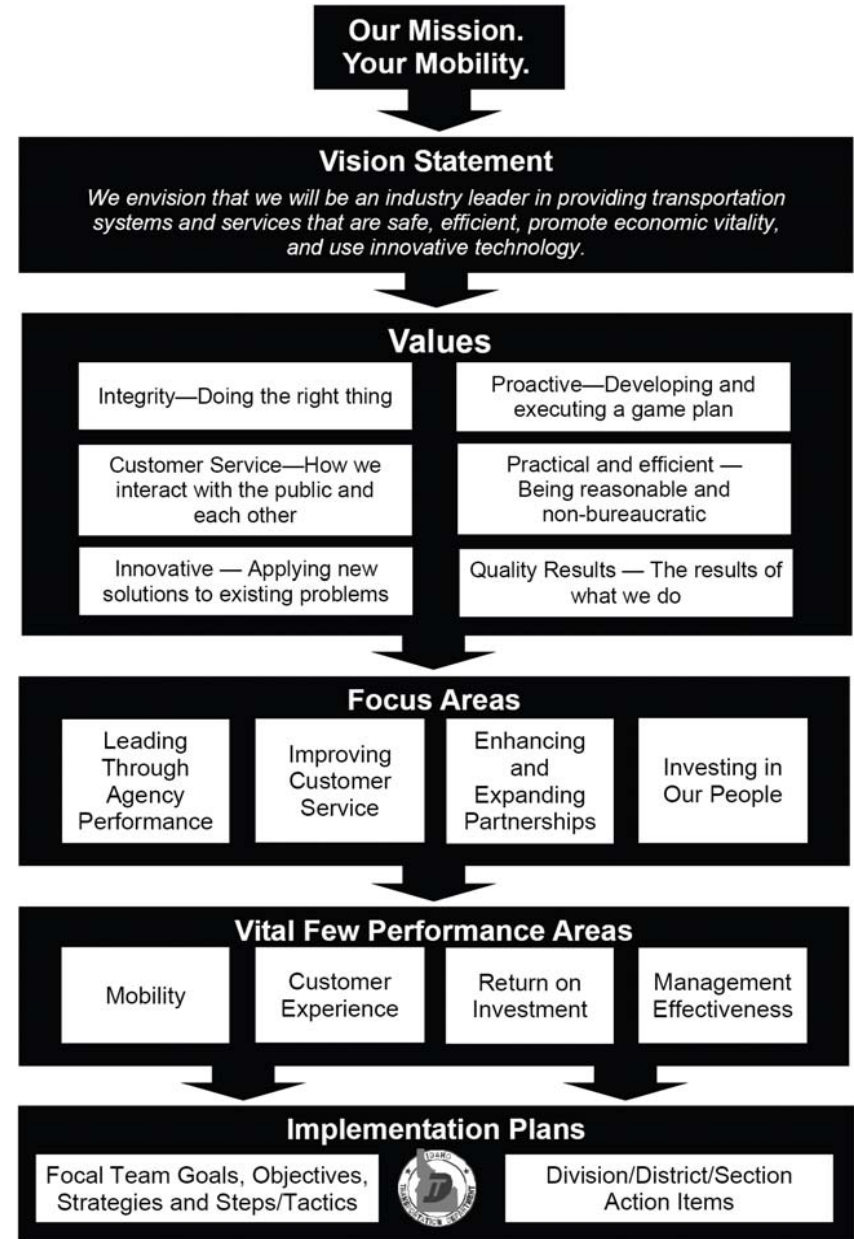 Our Mission.
Your Mobility.
Vision Statement
We envision that we will be an industry leader in providing transportation
systems and services that are safe, efficient, promote economic vitality,
and use innovative technology.
Values
Integrity—Doing the right thing
Proactive—Developing and
executing a game plan
Customer Service—How we
interact with the public and
each other
Practical and efficient —
Being reasonable and
non-bureaucratic
Innovative — Applying new
solutions to existing problems
Quality Results — The results of
what we do
Focus Areas
Leading
Through
Agency
Performance
Improving
Customer
Service
Enhancing
and
Expanding
Partnerships
Investing in
Our People
Vital Few Performance Areas
Mobility
Customer
Experience
Return on
Investment
Management
Effectiveness
Implementation Plans
Focal Team Goals, Objectives,
Strategies and Steps/Tactics
IDAHO
TRANSPORTATION DEPARTMENT
Division/District/Section
Action Items